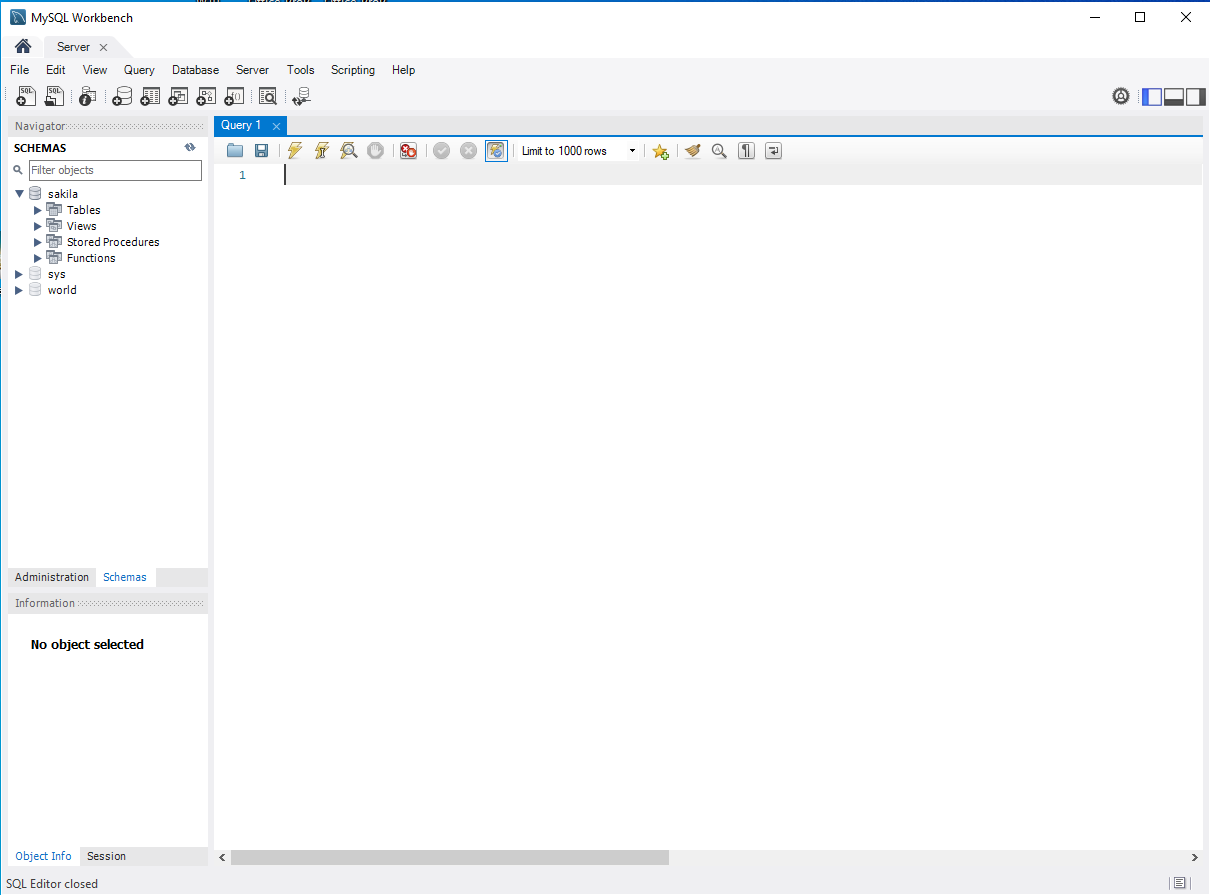 MySQL Workbench
Server
File Edit View Query Database Server Tools Scripting Help
Navigator
Query 1
SCHEMAS
Limit to 1000 rows
Filter objects
1
sakila
Tables
Views
Stored Procedures
Functions
sys
world
Administration Schemas
Information
No object selected
Object Info Session
SQL Editor closed